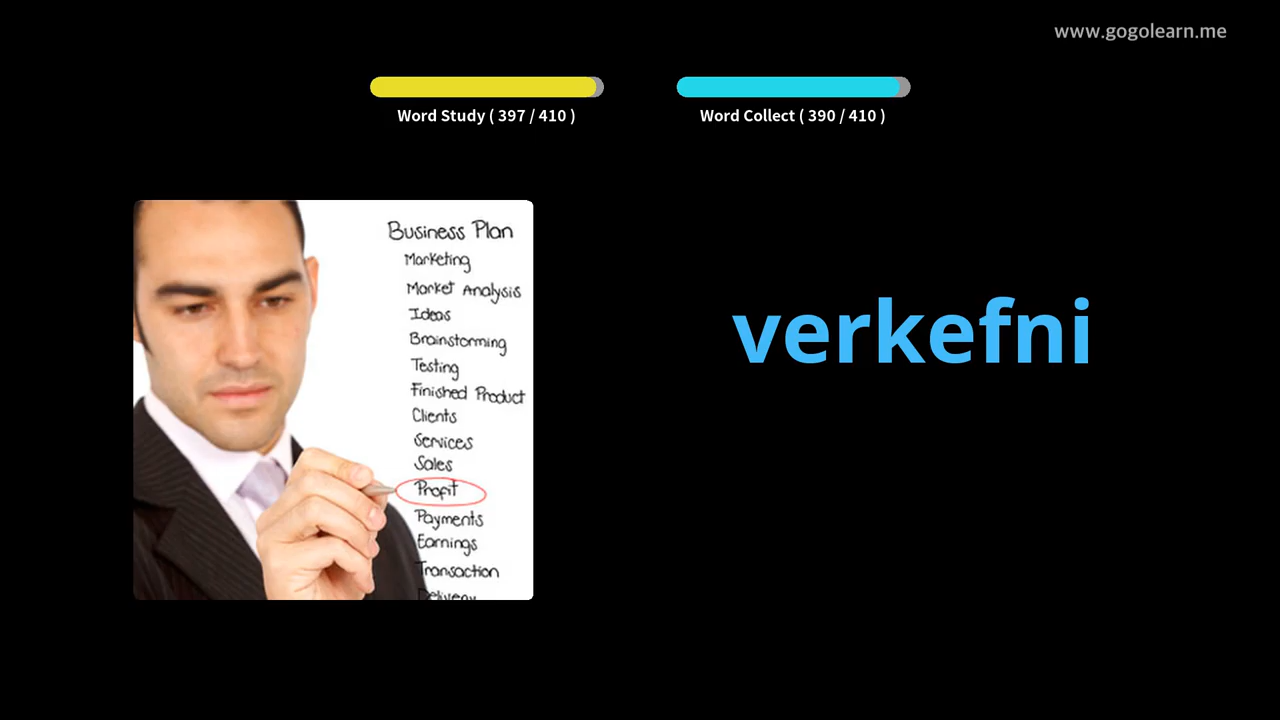 www.gogolearn.me
Word Study ( 397 / 410 )
Word Collect ( 390 / 410 )
Business Plan
Marketing
Market Analysis
Ideas
Brainstorming
Testing
Finished Product
Clients
Services
Sales
Profit
Payments
Earnings
Transaction
Delivery
verkefni